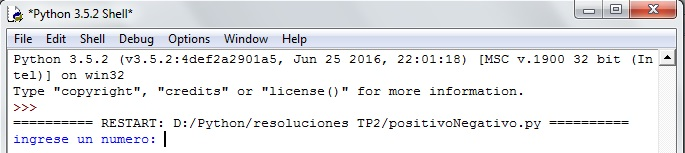 *Python 3.5.2 Shell*
File Edit Shell Debug Options Window Help
Python 3.5.2 (v3.5.2:4def2a2901a5, Jun 25 2016, 22:01:18) [MSC v.1900 32 bit (In
tel)] on win32
Type "copyright", "credits" or "license()" for more information.
>>>
========== RESTART: D:/Python/resoluciones TP2/positivoNegativo.py ==========
ingrese un numero: